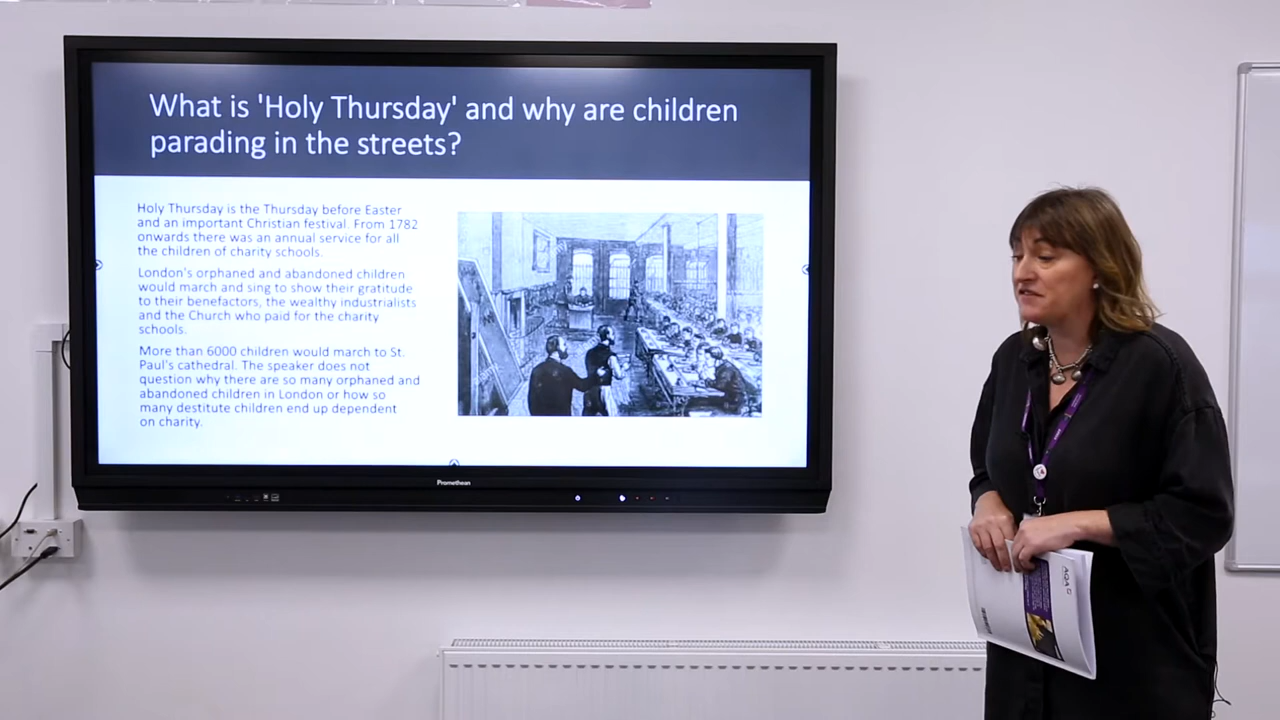 What is 'Holy Thursday' and why are children
parading in the streets?
Holy Thursday is the Thursday before Easter
and an important Christian festival. From 1782
onwards there was an annual service for all
the children of charity schools.
London's orphaned and abandoned children
would march and sing to show their gratitude
to their benefactors, the wealthy industrialists
and the Church who paid for the charity
schools.
More than 6000 children would march to St.
Paul's cathedral. The speaker does not
question why there are so many orphaned and
abandoned children in London or how so
many destitute children end up dependent
on charity.
Promethean
AQA